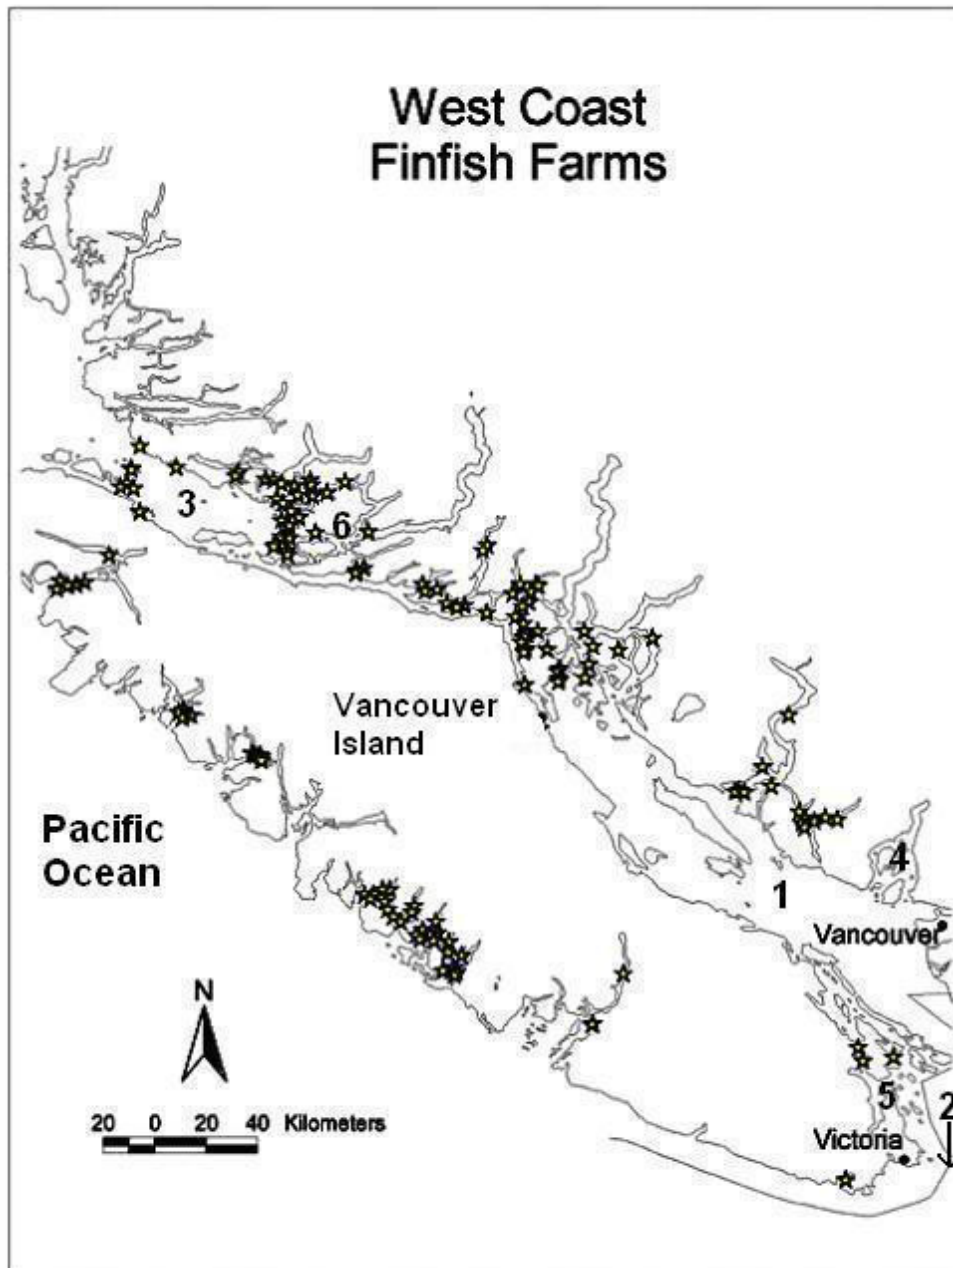 West Coast
Finfish Farms
3
6
Vancouver
Island
Pacific
Ocean
4
1
Vancouver
N
5
2
20 0 20 40 Kilometers
Victoria